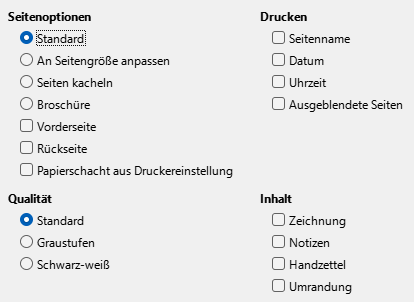 Seitenoptionen
Standard
An Seitengröße anpassen
Seiten kacheln
Broschüre
Vorderseite
Rückseite
Papierschacht aus Druckereinstellung
Drucken
Seitenname
Datum
Uhrzeit
Ausgeblendete Seiten
Qualität
Standard
Graustufen
Schwarz-weiß
Inhalt
Zeichnung
Notizen
Handzettel
Umrandung